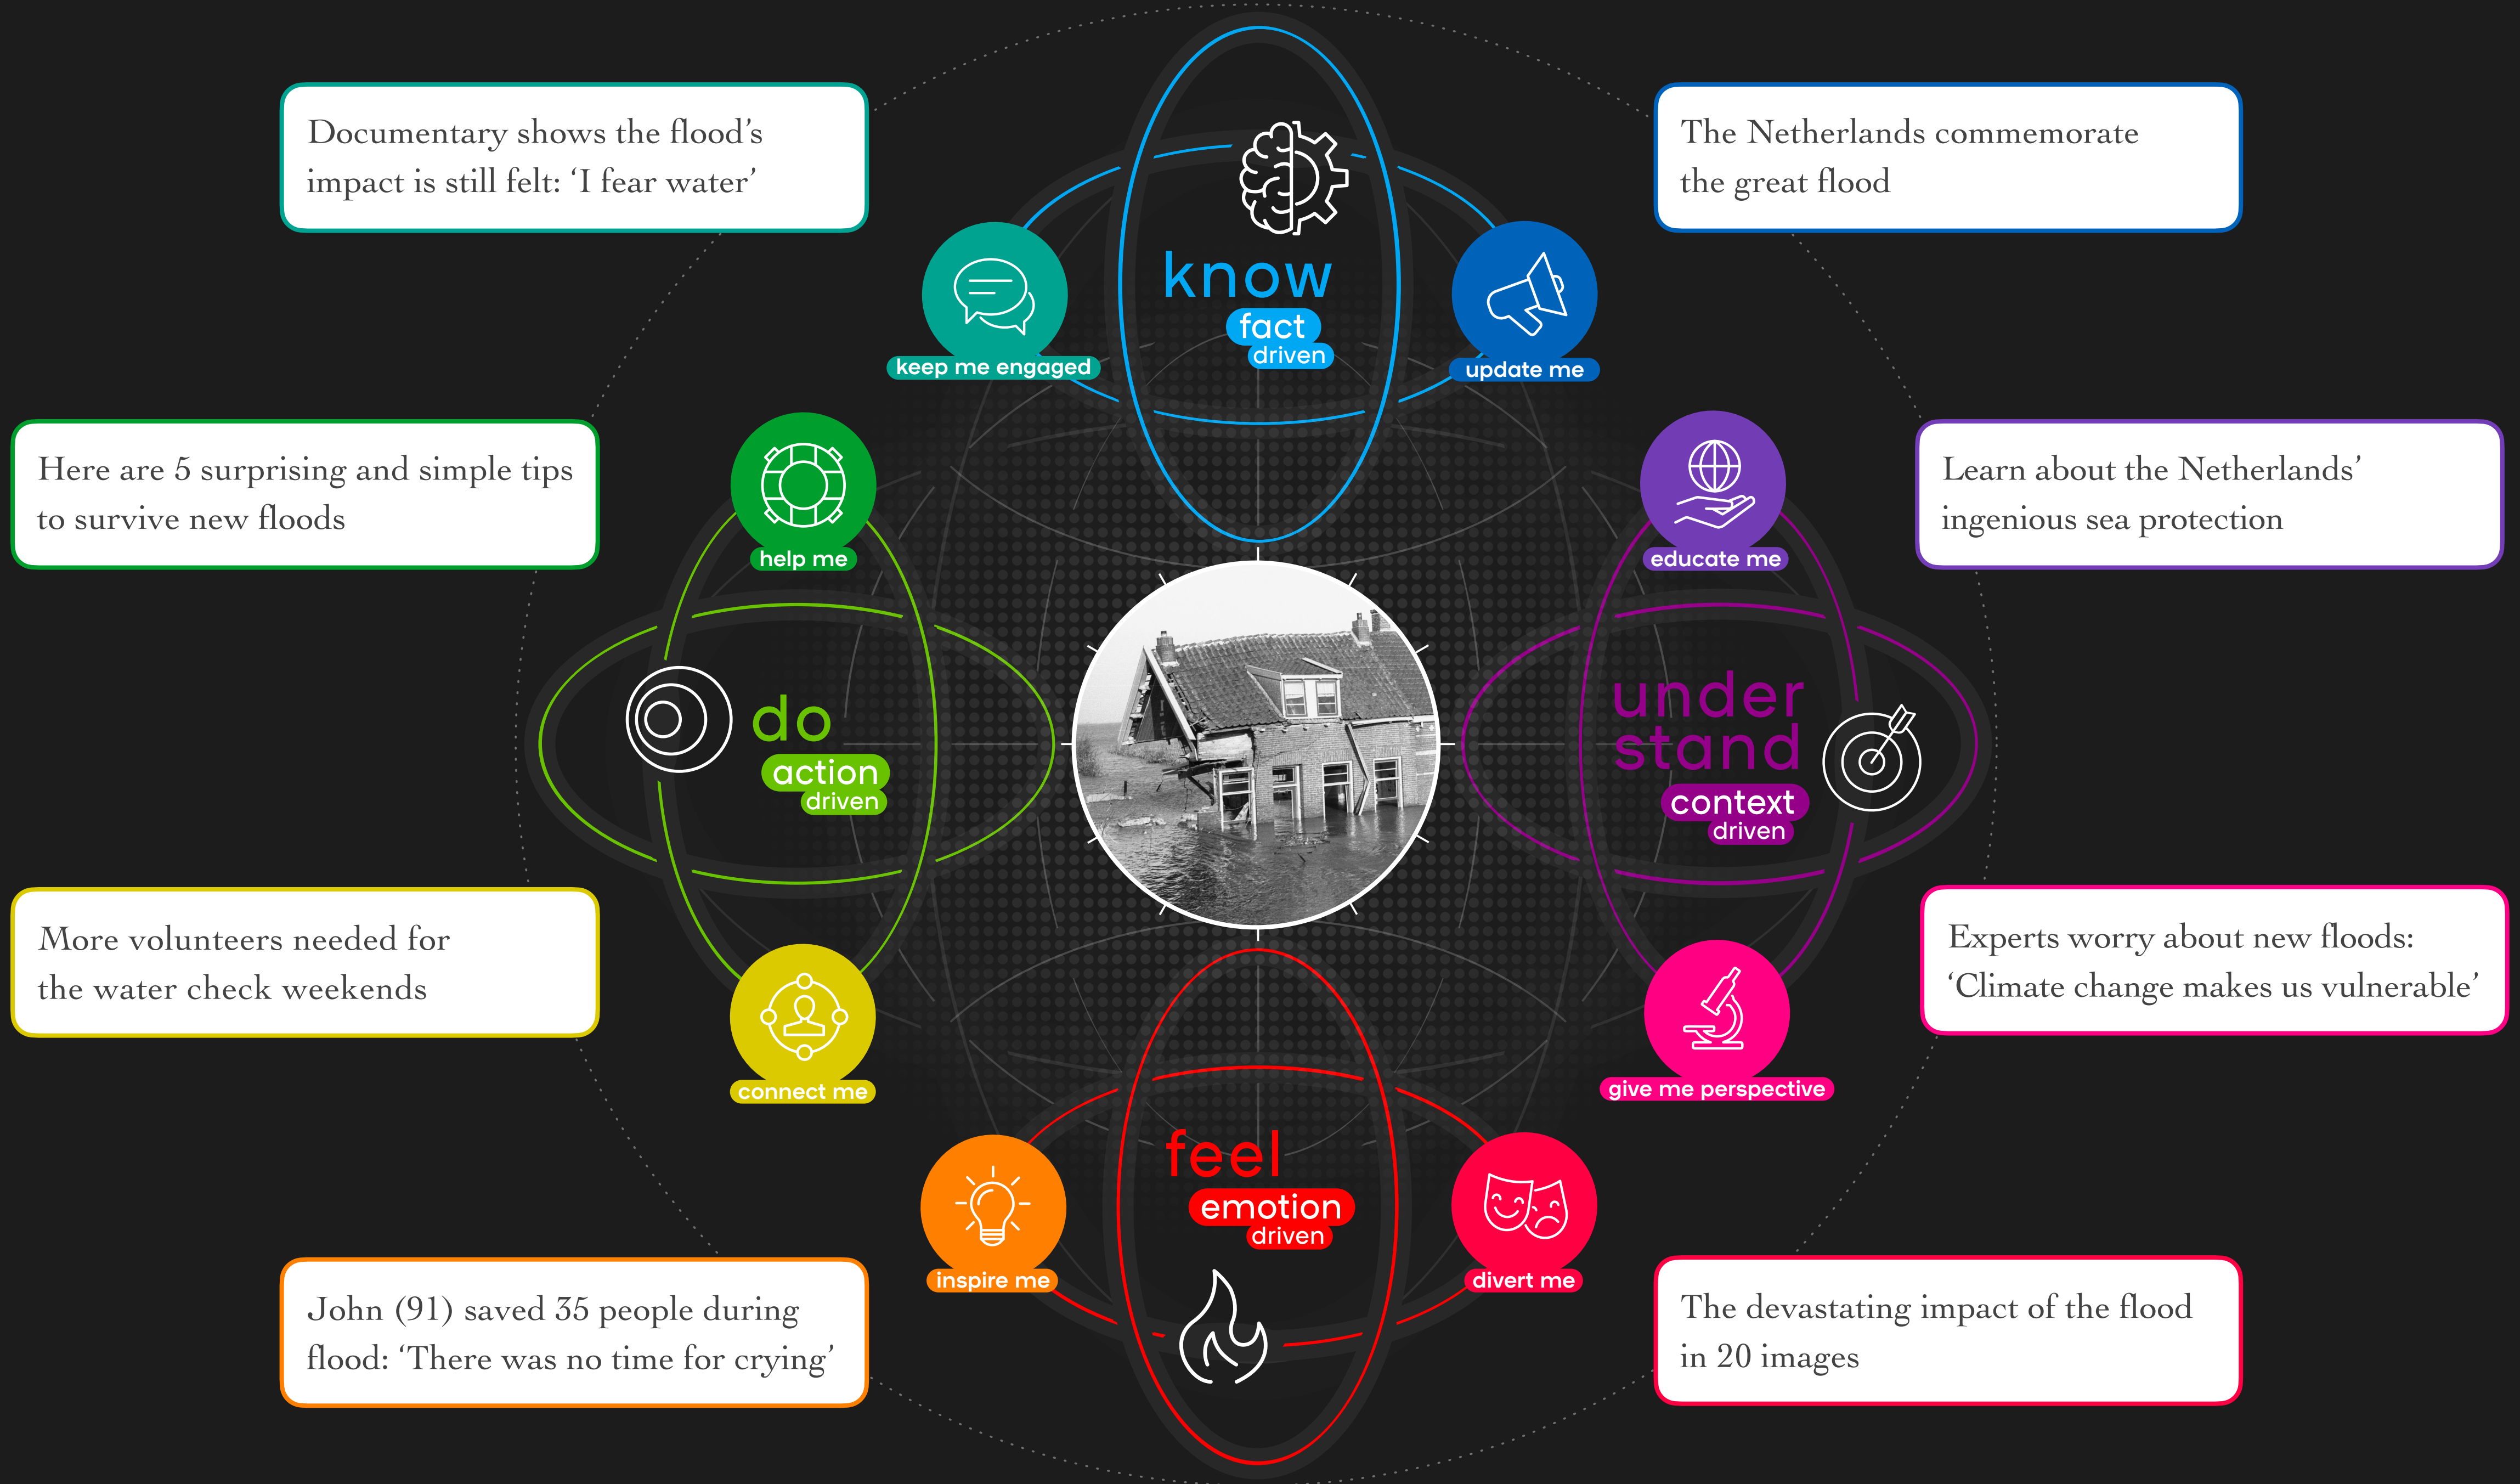 Documentary shows the flood's
impact is still felt: ‘I fear water’
The Netherlands commemorate
the great flood
know
fact
driven
keep me engaged
update me
Here are 5 surprising and simple tips
to survive new floods
help me
educate me
Learn about the Netherlands’
ingenious sea protection
do
action
driven
under
stand
context
driven
More volunteers needed for
the water check weekends
connect me
give me perspective
Experts worry about new floods:
‘Climate change makes us vulnerable’
feel
emotion
driven
inspire me
divert me
John (91) saved 35 people during
flood: ‘There was no time for crying’
The devastating impact of the flood
in 20 images